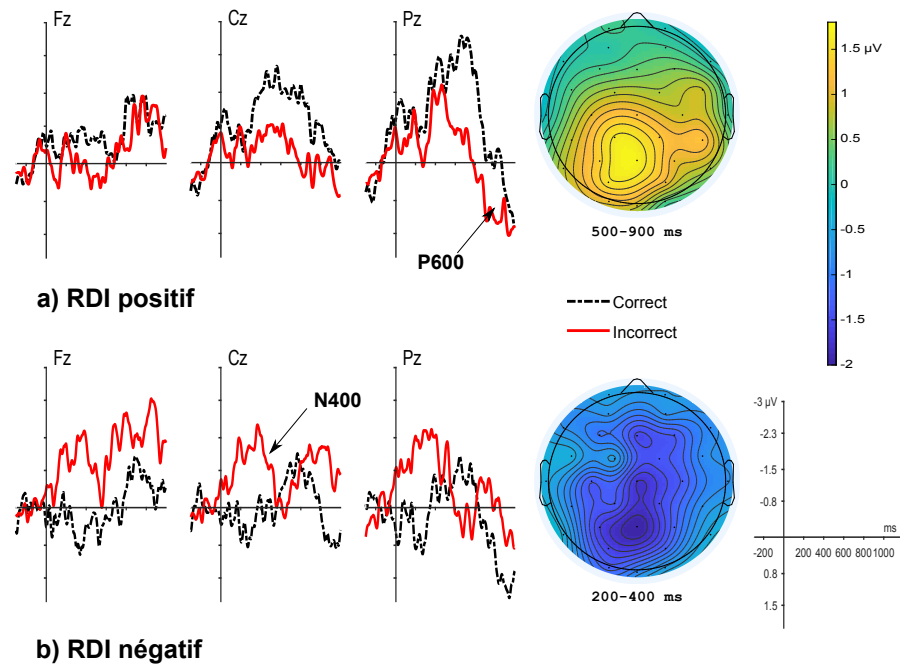 Fz
Cz
Pz
1.5 µV
1
0.5
0
-0.5
-1
-1.5
-2
500-900 ms
P600
a) RDI positif
Correct
Incorrect
Fz
Cz
Pz
N400
-3 µV
-2.3
-1.5
-0.8
ms
-200 200 400 600 800 1000
0.8
1.5
200-400 ms
b) RDI négatif